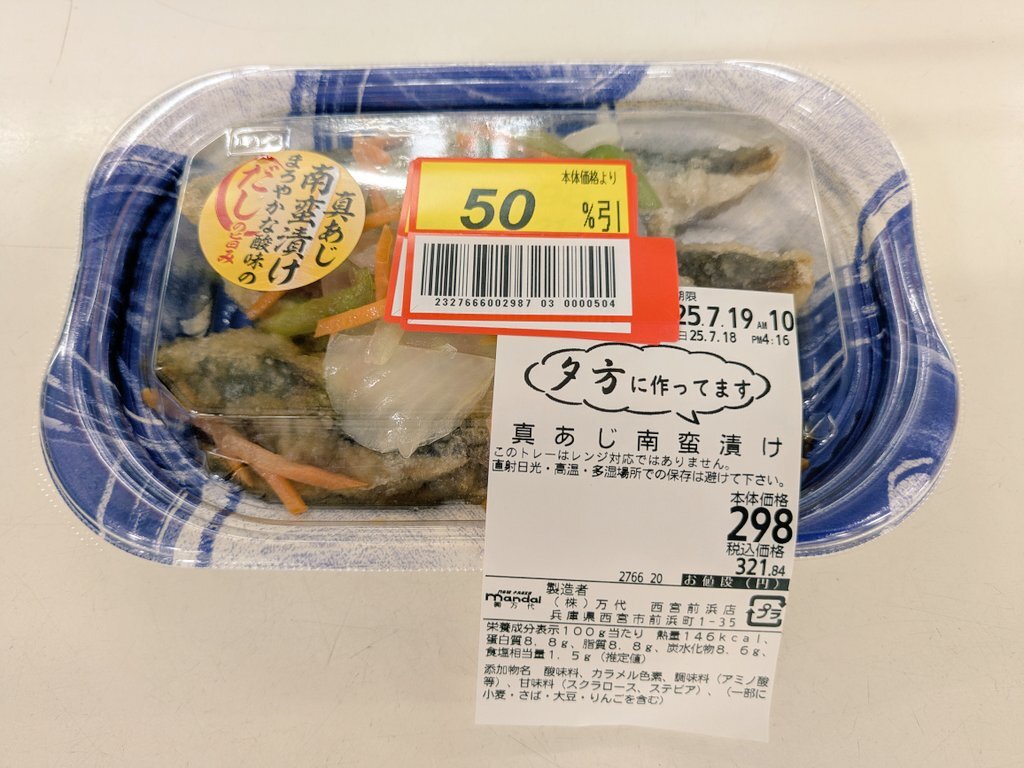 真あじ
南蛮漬け
まろやかな酸味の
だしの旨み
本体価格より
50
%引
2327666002987 03 0000504
期限
25.7.19 AM10
日25.7.18 PM4:16
夕方に作ってます
真あじ南蛮漬け
このトレーはレンジ対応ではありません。
直射日光・高温・多湿場所での保存は避けて下さい。
本体価格
298
税込価格
321.84
2766 20 お値段(円)
mandai
㈱万代
製造者
(株)万代 西宮前浜店
兵庫県西宮市前浜町1-35
プラ
栄養成分表示100g当たり 熱量146kcal、
蛋白質8.8g、脂質8.8g、炭水化物8.6g、
食塩相当量1.5g(推定値)
添加物名 酸味料、カラメル色素、調味料(アミノ酸
等)、甘味料(スクラロース、ステビア)、(一部に
小麦・さば・大豆・りんごを含む)